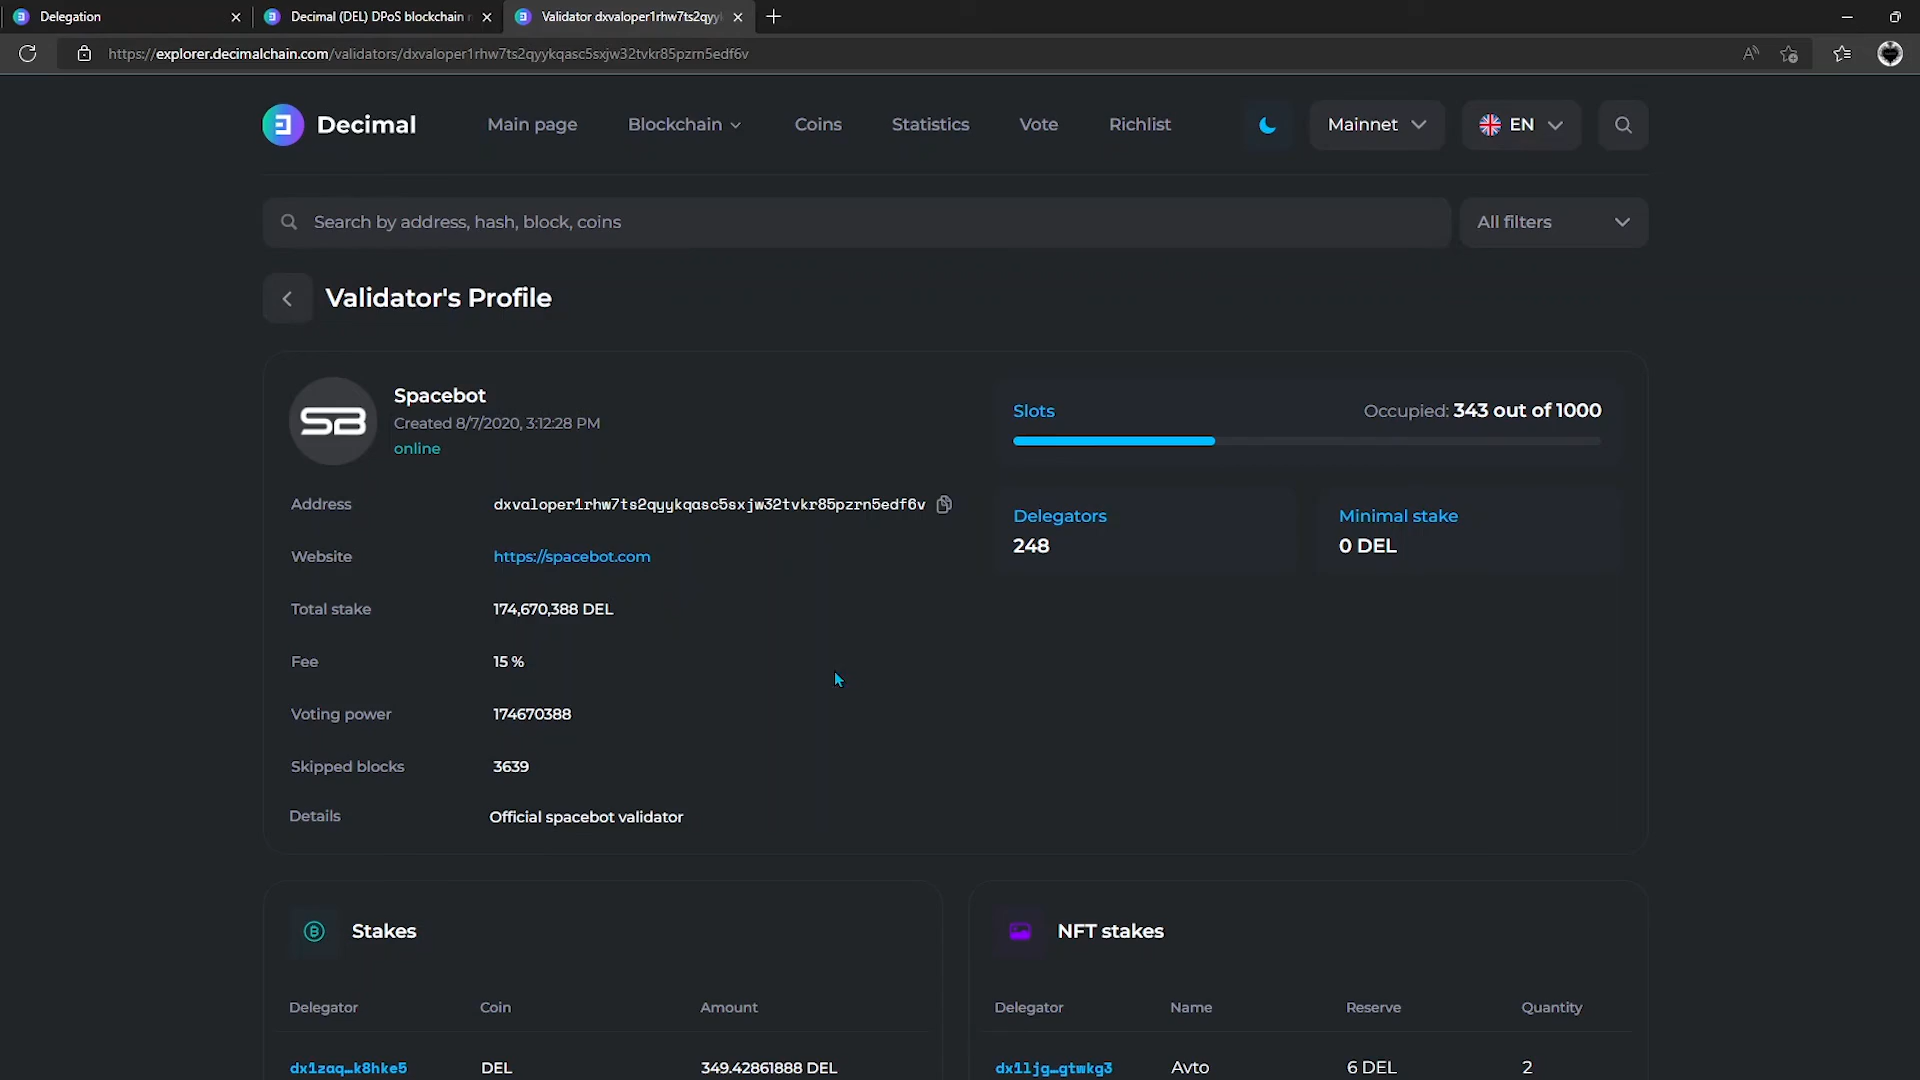 Delegation
Decimal (DEL) DPoS blockchain
Validator dxvaloper1rhw7ts2qyyk
https://explorer.decimalchain.com/validators/dxvaloper1rhw7ts2qyykqasc5sxjw32tvkr85pzrn5edf6v
Decimal
Main page
Blockchain
Coins
Statistics
Vote
Richlist
Mainnet
EN
Search by address, hash, block, coins
All filters
Validator's Profile
SB
Spacebot
Created 8/7/2020, 3:12:28 PM
online
Slots
Occupied: 343 out of 1000
Address
dxvaloper1rhw7ts2qyykqasc5sxjw32tvkr85pzrn5edf6v
Delegators
248
Minimal stake
0 DEL
Website
https://spacebot.com
Total stake
174,670,388 DEL
Fee
15 %
Voting power
174670388
Skipped blocks
3639
Details
Official spacebot validator
Stakes
Delegator
Coin
Amount
dx1zaq…k8hke5
DEL
349.42861888 DEL
NFT stakes
Delegator
Name
Reserve
Quantity
dx1ljg…gtwkg3
Avto
6 DEL
2